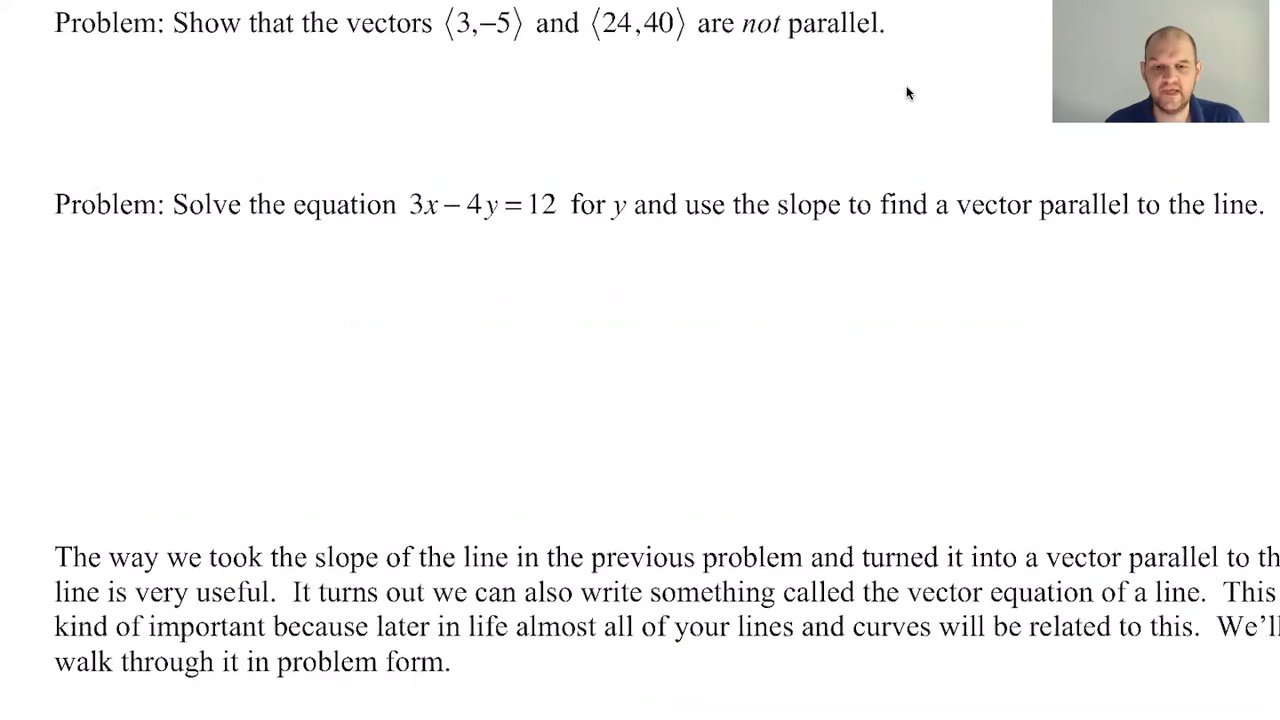 Problem: Show that the vectors ⟨3,−5⟩ and ⟨24,40⟩ are not parallel.
Problem: Solve the equation 3x − 4y = 12 for y and use the slope to find a vector parallel to the line.
The way we took the slope of the line in the previous problem and turned it into a vector parallel to th
line is very useful. It turns out we can also write something called the vector equation of a line. This
kind of important because later in life almost all of your lines and curves will be related to this. We'll
walk through it in problem form.